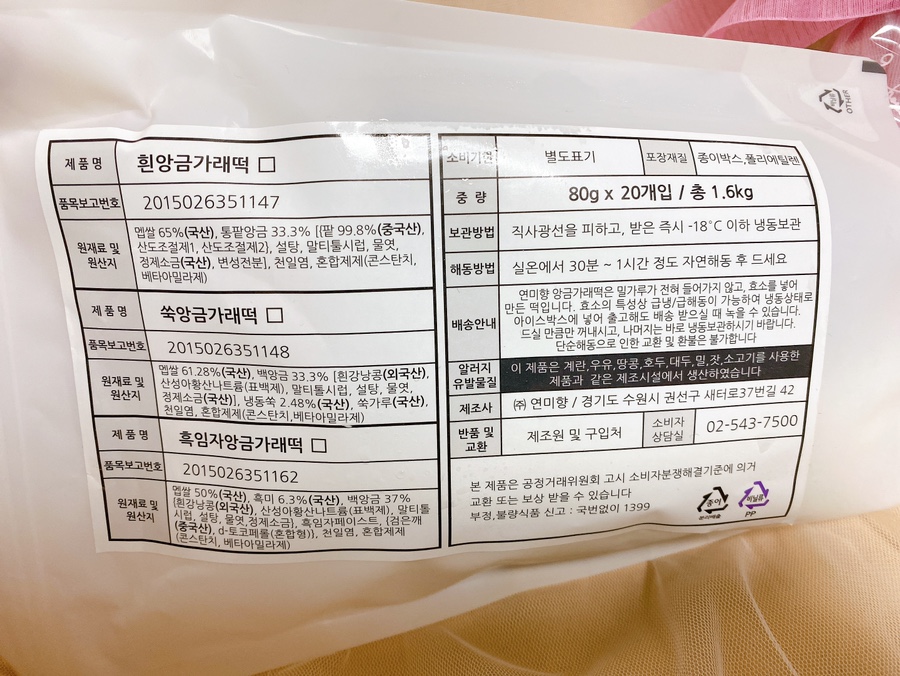 제품명 흰앙금가래떡 □
품목보고번호 2015026351147
원재료 및
원산지
멥쌀 65%(국산), 통팥앙금 33.3% [{팥 99.8%(중국산),
산도조절제1, 산도조절제2}, 설탕, 말티톨시럽, 물엿,
정제소금(국산), 변성전분], 천일염, 혼합제제(콘스탄치,
베타아밀라제)
제품명 쑥앙금가래떡 □
품목보고번호 2015026351148
원재료 및
원산지
멥쌀 61.28%(국산), 백앙금 33.3% [흰강낭콩(외국산),
산성아황산나트륨(표백제), 말티톨시럽, 설탕, 물엿,
정제소금(국산)], 냉동쑥 2.48%(국산), 쑥가루(국산),
천일염, 혼합제제(콘스탄치,베타아밀라제)
제품명 흑임자앙금가래떡 □
품목보고번호 2015026351162
원재료 및
원산지
멥쌀 50%(국산), 흑미 6.3%(국산), 백앙금 37%
{흰강낭콩(외국산), 산성아황산나트륨(표백제), 말티톨
시럽, 설탕, 물엿,정제소금}, 흑임자페이스트, {검은깨
(중국산), d-토코페롤(혼합형)}, 천일염, 혼합제제
(콘스탄치, 베타아밀라제)
소비기한 별도표기 포장재질 종이박스,폴리에틸렌
중량 80g x 20개입 / 총 1.6kg
보관방법 직사광선을 피하고, 받은 즉시 -18°C 이하 냉동보관
해동방법 실온에서 30분 ~ 1시간 정도 자연해동 후 드세요
배송안내
연미향 앙금가래떡은 밀가루가 전혀 들어가지 않고, 효소를 넣어
만든 떡입니다. 효소의 특성상 급냉/급해동이 가능하여 냉동상태로
아이스박스에 넣어 출고해도 배송 받으실 때 녹을 수 있습니다.
드실 만큼만 꺼내시고, 나머지는 바로 냉동보관하시기 바랍니다.
단순해동으로 인한 교환 및 환불은 불가합니다
알러지
유발물질
이 제품은 계란,우유,땅콩,호두,대두,밀,잣,소고기를 사용한
제품과 같은 제조시설에서 생산하였습니다
제조사 ㈜ 연미향 / 경기도 수원시 권선구 새터로37번길 42
반품 및
교환
제조원 및 구입처
소비자
상담실
02-543-7500
본 제품은 공정거래위원회 고시 소비자분쟁해결기준에 의거
교환 또는 보상 받을 수 있습니다
부정,불량식품 신고 : 국번없이 1399
종이
분리배출
비닐류
PP
비닐류
OTHER